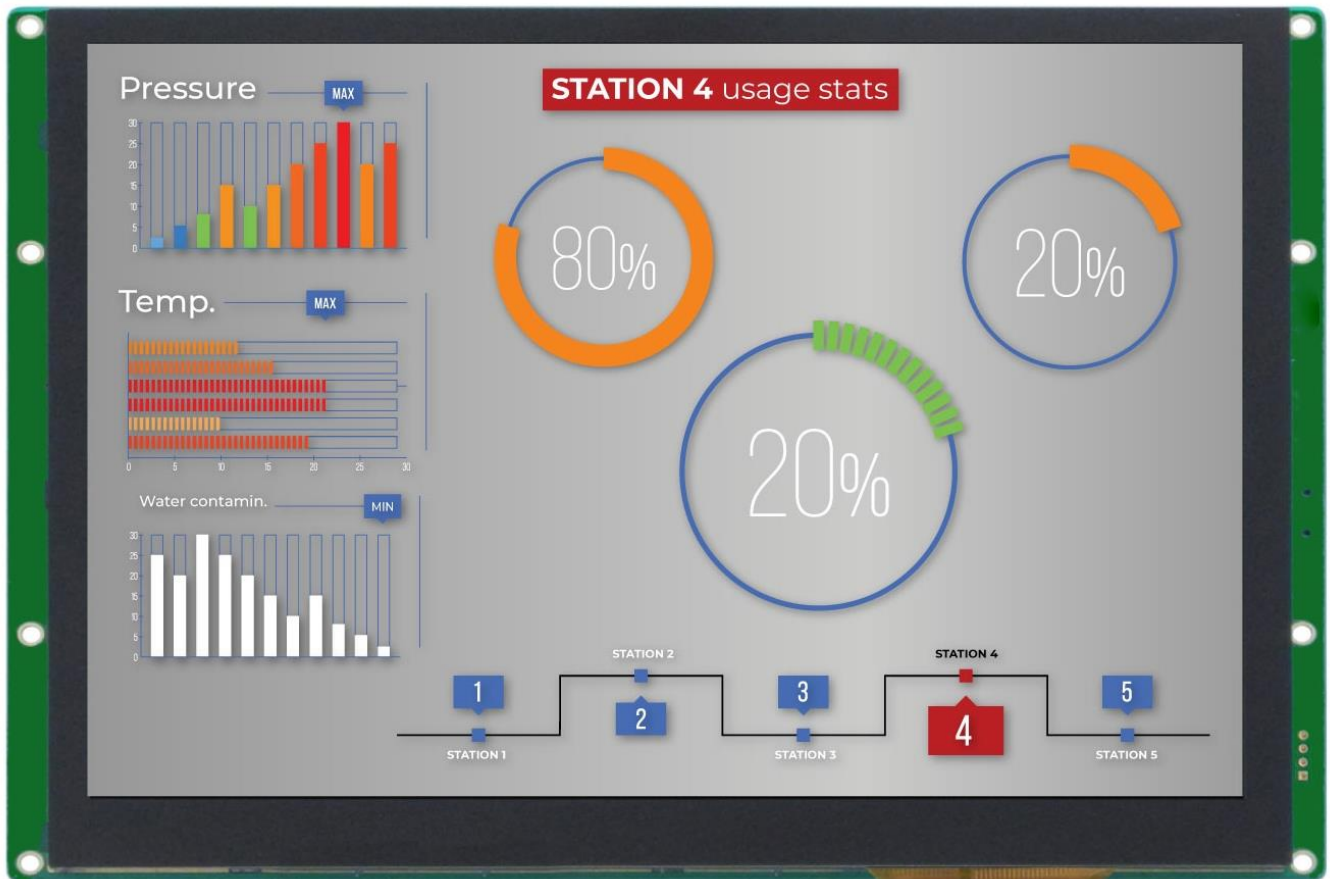 STATION 4 usage stats
Pressure
MAX
30
25
20
15
10
5
0
80%
20%
20%
Temp.
MAX
0 5 10 15 20 25 30
Water contamin.
MIN
30
25
20
15
10
5
0
STATION 2
STATION 4
1
2
3
4
5
STATION 1
STATION 3
STATION 5